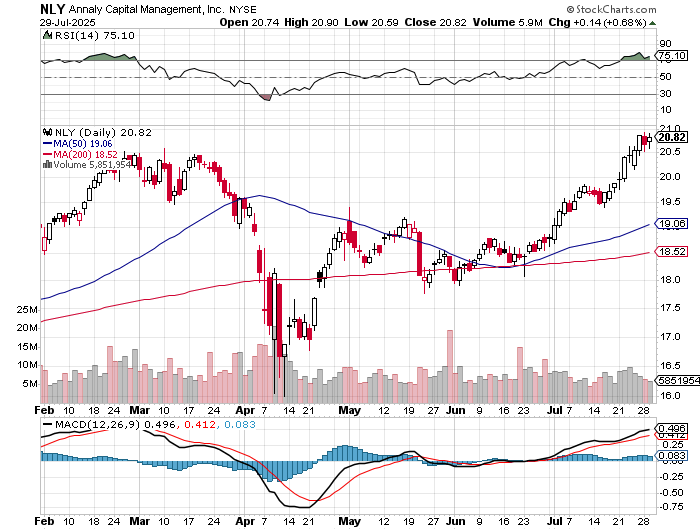 NLY Annaly Capital Management, Inc. NYSE © StockCharts.com
29-Jul-2025 Open 20.74 High 20.90 Low 20.59 Close 20.82 Volume 5.9M Chg +0.14 (+0.68%)
RSI(14) 75.10
90
75.10
50
30
10
NLY (Daily) 20.82
MA(50) 19.06
MA(200) 18.52
Volume 5,851,954
21.0
20.82
20.5
20.0
19.5
19.06
18.52
18.0
17.5
17.0
16.5
16.0
25M
20M
15M
10M
5M
5851954
Feb 10 18 24 Mar 10 17 24 Apr 7 14 21 May 12 19 27 Jun 9 16 23 Jul 7 14 21 28
MACD(12,26,9) 0.496, 0.412, 0.083
0.496
0.412
0.25
0.083
0.00
-0.25
-0.50
-0.75
Feb 10 18 24 Mar 10 17 24 Apr 7 14 21 May 12 19 27 Jun 9 16 23 Jul 7 14 21 28